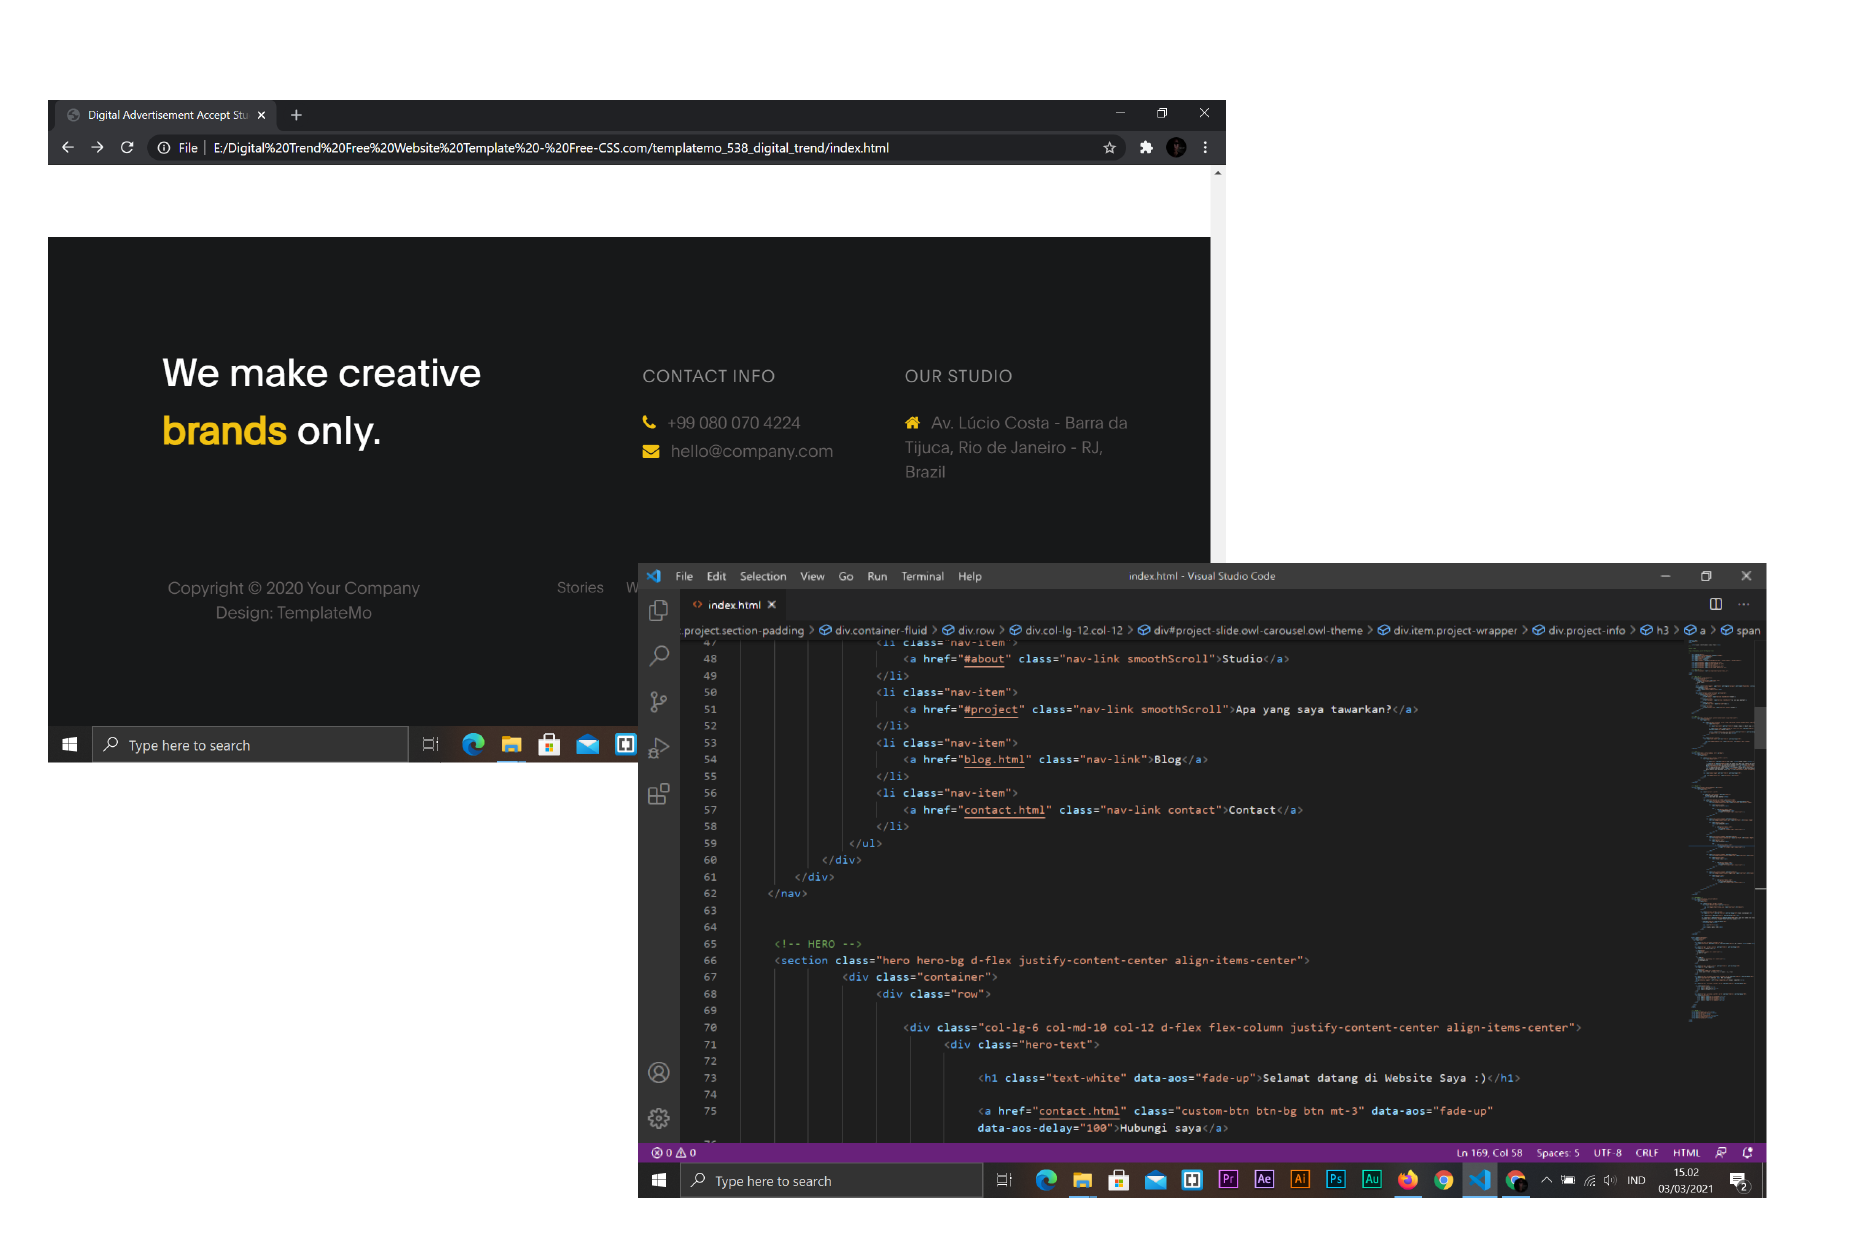 Digital Advertisement Accept Stu
File | E:/Digital%20Trend%20Free%20Website%20Template%20-%20Free-CSS.com/templatemo_538_digital_trend/index.html
We make creative
brands only.
CONTACT INFO
+99 080 070 4224
hello@company.com
OUR STUDIO
Av. Lúcio Costa - Barra da
Tijuca, Rio de Janeiro - RJ,
Brazil
Copyright © 2020 Your Company
Design: TemplateMo
Stories W
Type here to search
File Edit Selection View Go Run Terminal Help index.html - Visual Studio Code
index.html
.project.section-padding > div.container-fluid > div.row > div.col-lg-12.col-12 > div#project-slide.owl-carousel.owl-theme > div.item.project-wrapper > div.project-info > h3 > a > span
47 <li class="nav-item">
48 <a href="#about" class="nav-link smoothScroll">Studio</a>
49 </li>
50 <li class="nav-item">
51 <a href="#project" class="nav-link smoothScroll">Apa yang saya tawarkan?</a>
52 </li>
53 <li class="nav-item">
54 <a href="blog.html" class="nav-link">Blog</a>
55 </li>
56 <li class="nav-item">
57 <a href="contact.html" class="nav-link contact">Contact</a>
58 </li>
59 </ul>
60 </div>
61 </div>
62 </nav>
63
64
65 <!-- HERO -->
66 <section class="hero hero-bg d-flex justify-content-center align-items-center">
67 <div class="container">
68 <div class="row">
69
70 <div class="col-lg-6 col-md-10 col-12 d-flex flex-column justify-content-center align-items-center">
71 <div class="hero-text">
72
73 <h1 class="text-white" data-aos="fade-up">Selamat datang di Website Saya :)</h1>
74
75 <a href="contact.html" class="custom-btn btn-bg btn mt-3" data-aos="fade-up"
data-aos-delay="100">Hubungi saya</a>
0 0 Ln 169, Col 58 Spaces: 5 UTF-8 CRLF HTML
Type here to search
Pr Ae Ai Ps Au
IND
15.02
03/03/2021
2